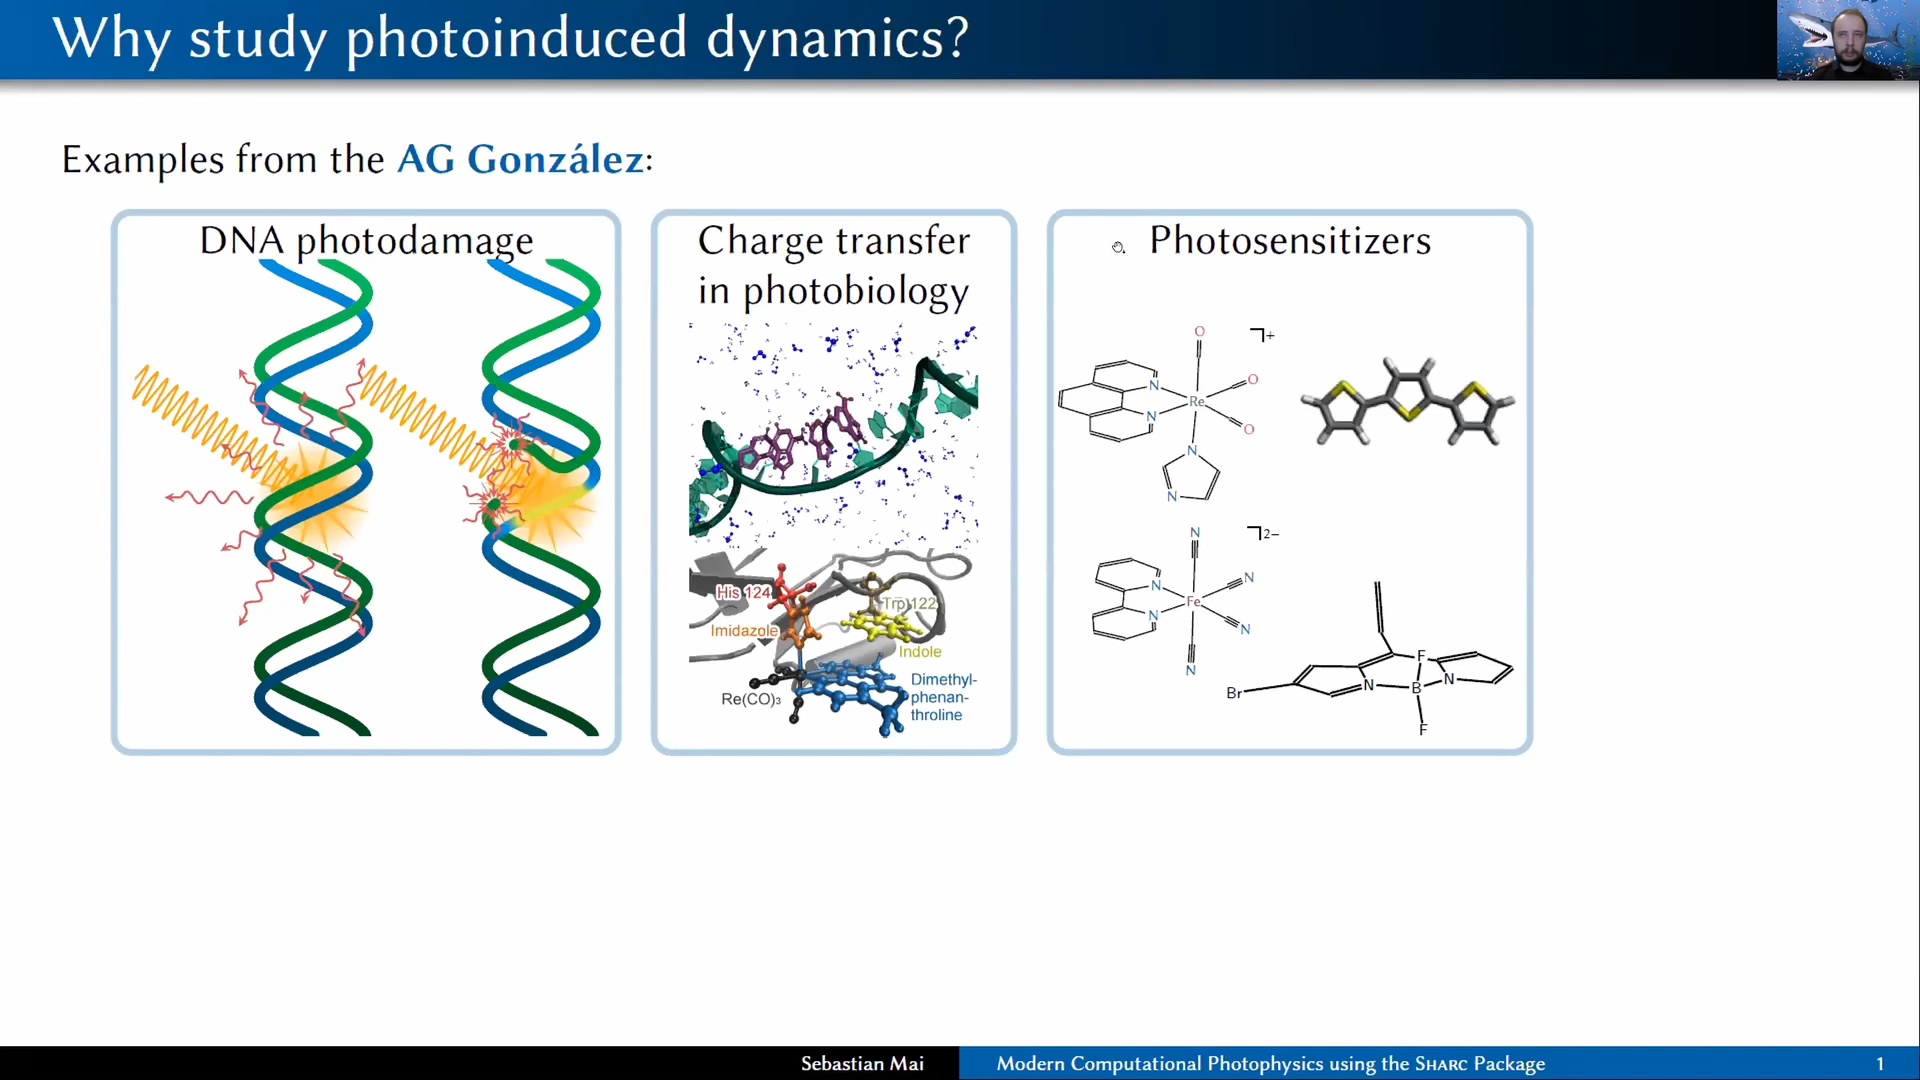 Why study photoinduced dynamics?
Examples from the AG González:
DNA photodamage
Charge transfer
in photobiology
His 124
Trp 122
Imidazole
Indole
Re(CO)₃
Dimethyl-
phenan-
throline
Photosensitizers
O
+
O
N
Re
N
O
N
N
N
2−
N
N
Fe
N
N
N
F
Br
N
B
N
F
Sebastian Mai
Modern Computational Photophysics using the SHARC Package
1